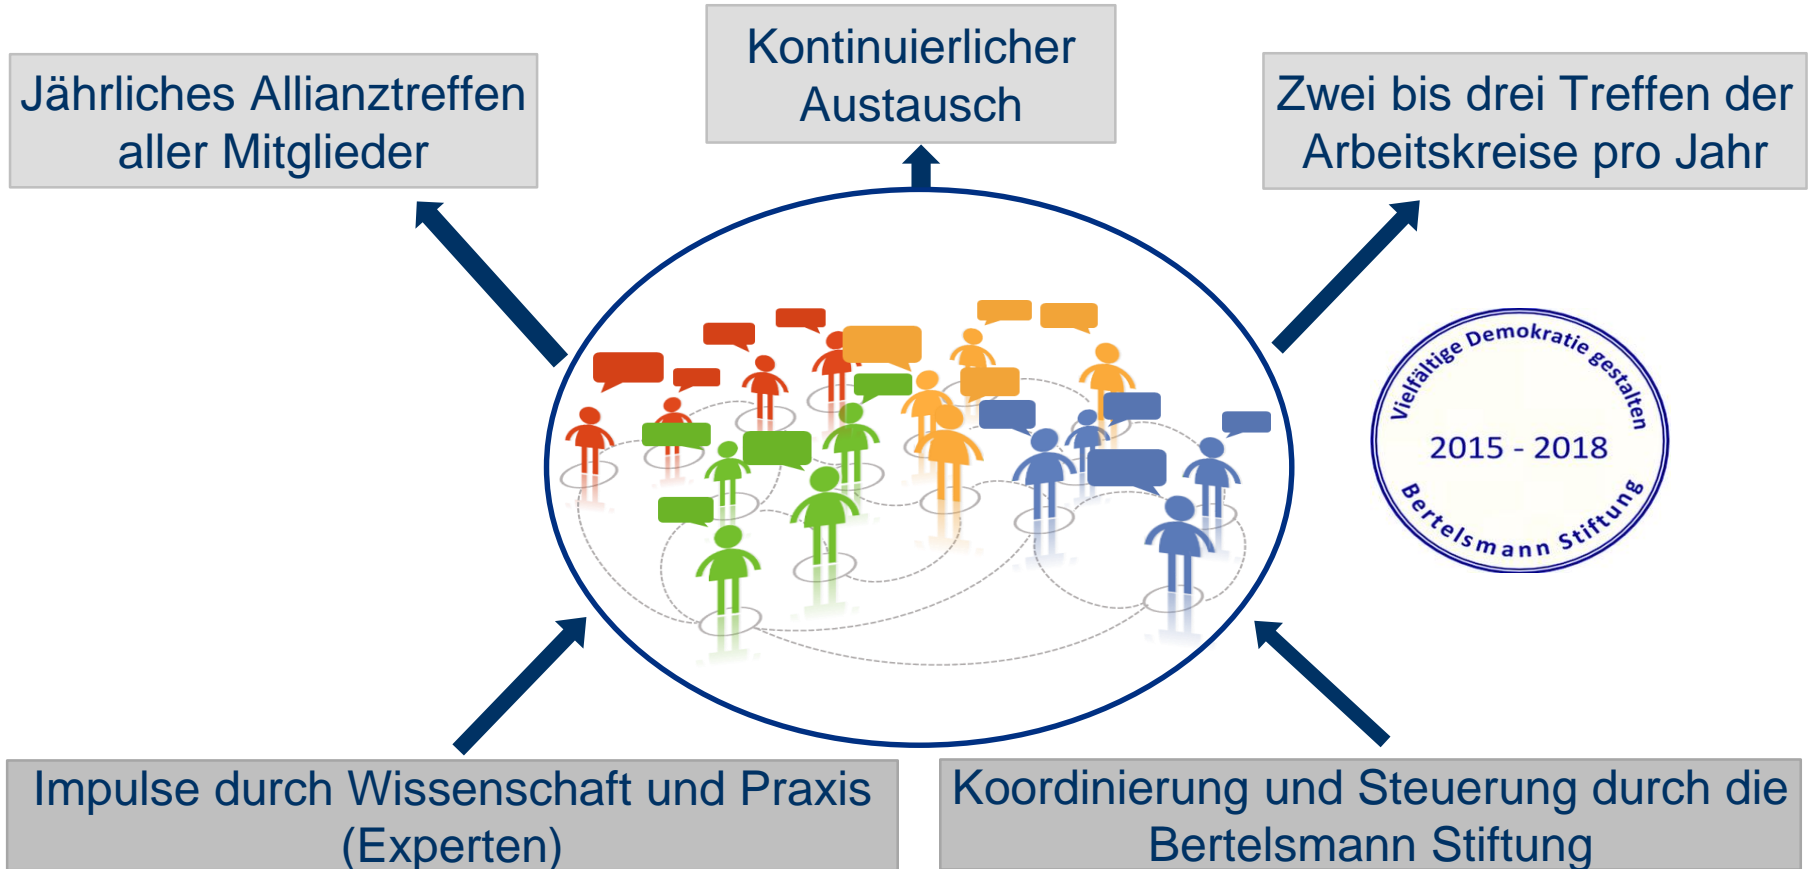 Kontinuierlicher
Austausch
Jährliches Allianztreffen
aller Mitglieder
Zwei bis drei Treffen der
Arbeitskreise pro Jahr
Vielfältige Demokratie gestalten
2015 - 2018
Bertelsmann Stiftung
Impulse durch Wissenschaft und Praxis
(Experten)
Koordinierung und Steuerung durch die
Bertelsmann Stiftung